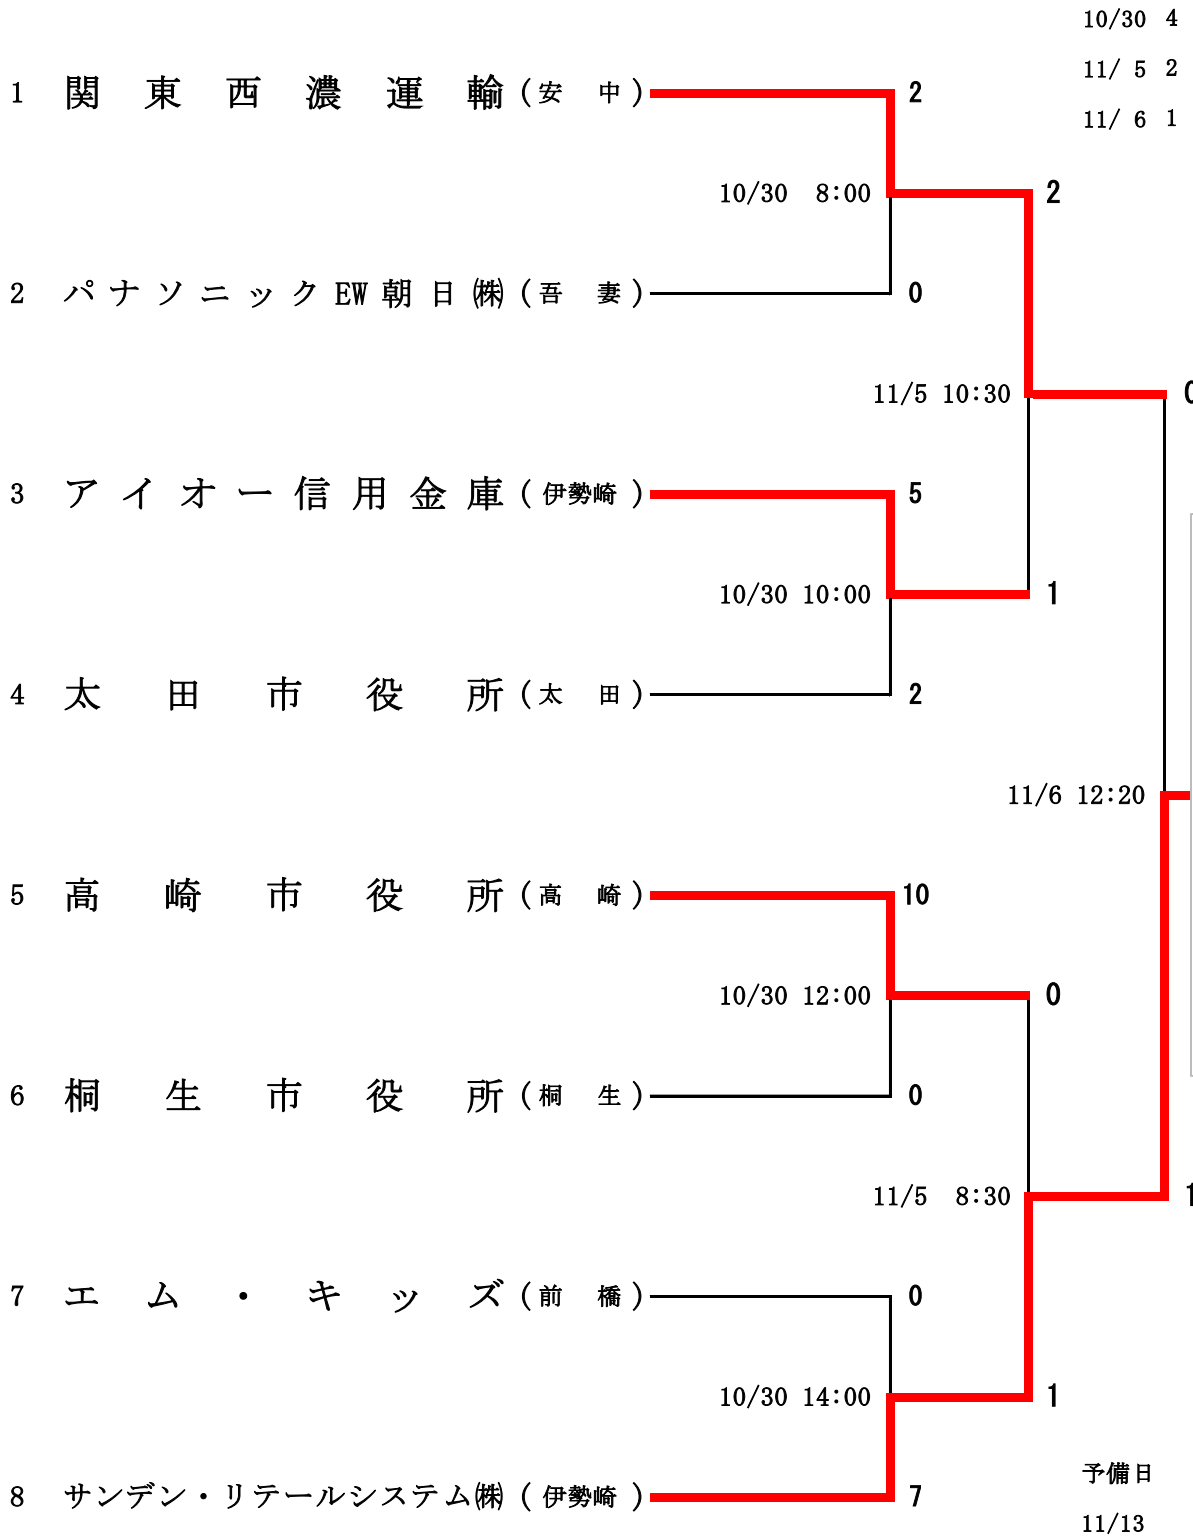 10/30 4
11/ 5 2
1 関東西濃運輸(安中) 2
11/ 6 1
10/30 8:00 2
2 パナソニックEW朝日㈱(吾妻) 0
11/5 10:30 0
3 アイオー信用金庫(伊勢崎) 5
10/30 10:00 1
4 太田市役所(太田) 2
11/6 12:20
5 高崎市役所(高崎) 10
10/30 12:00 0
6 桐生市役所(桐生) 0
11/5 8:30 1
7 エム・キッズ(前橋) 0
10/30 14:00 1
予備日
8 サンデン・リテールシステム㈱(伊勢崎) 7
11/13